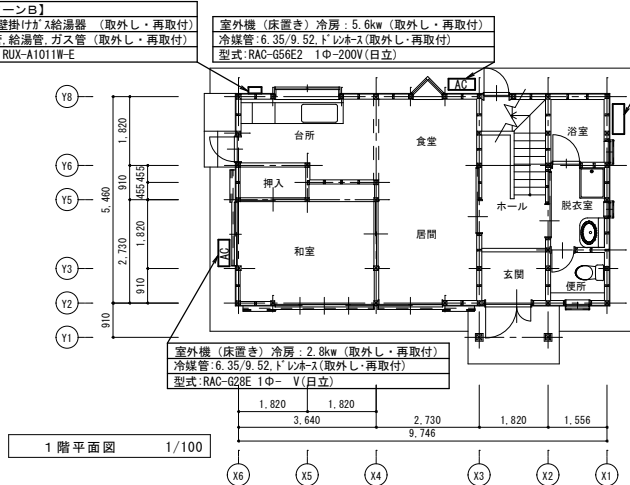 ーンB】
壁掛けガス給湯器 (取外し・再取付)
給湯管,ガス管 (取外し・再取付)
RUX-A1011W-E
室外機 (床置き) 冷房:5.6kw (取外し・再取付)
冷媒管:6.35/9.52,ドレンホース(取外し・再取付)
型式:RAC-G56E2 1Φ-200V(日立)
AC
Y8
Y6
Y5
Y3
Y2
Y1
5,460
910
1,820
910
2,730
455
455
1,820
910
台所
食堂
浴室
押入
ホール
脱衣室
和室
居間
玄関
便所
AC
室外機 (床置き) 冷房:2.8kw (取外し・再取付)
冷媒管:6.35/9.52,ドレンホース(取外し・再取付)
型式:RAC-G28E 1Φ- V(日立)
1,820
1,820
3,640
2,730
1,820
1,556
9,746
1階平面図 1/100
X6
X5
X4
X3
X2
X1